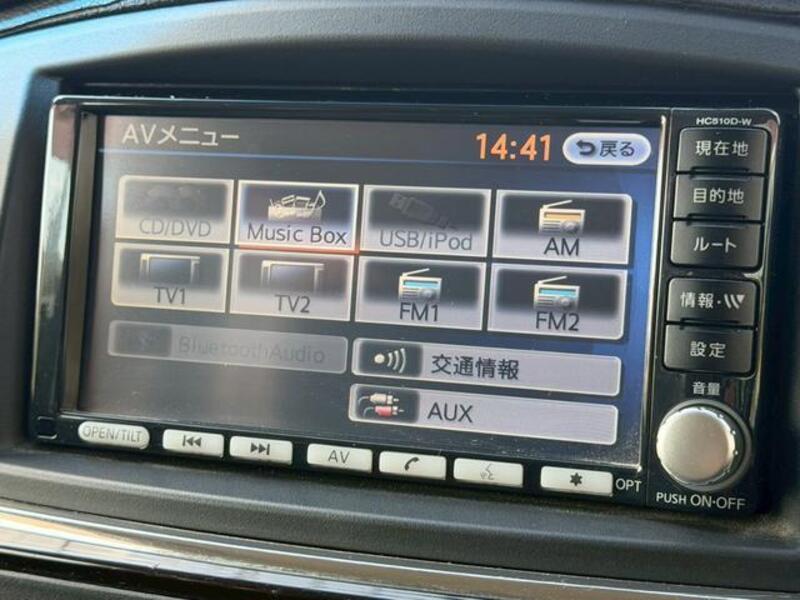 HC510D-W
AVメニュー
14:41
戻る
現在地
目的地
ルート
情報・VV
設定
音量
PUSH ON・OFF
CD/DVD
Music Box
USB/iPod
AM
TV1
TV2
FM1
FM2
BluetoothAudio
交通情報
AUX
OPEN/TILT
AV
OPT